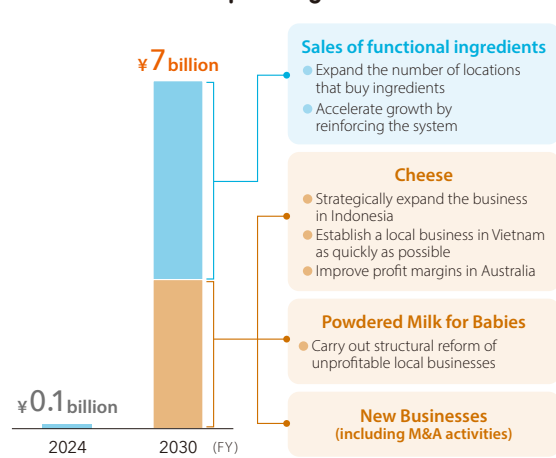 ¥7 billion
¥0.1 billion
2024
2030
(FY)
Sales of functional ingredients
Expand the number of locations
that buy ingredients
Accelerate growth by
reinforcing the system
Cheese
Strategically expand the business
in Indonesia
Establish a local business in Vietnam
as quickly as possible
Improve profit margins in Australia
Powdered Milk for Babies
Carry out structural reform of
unprofitable local businesses
New Businesses
(including M&A activities)